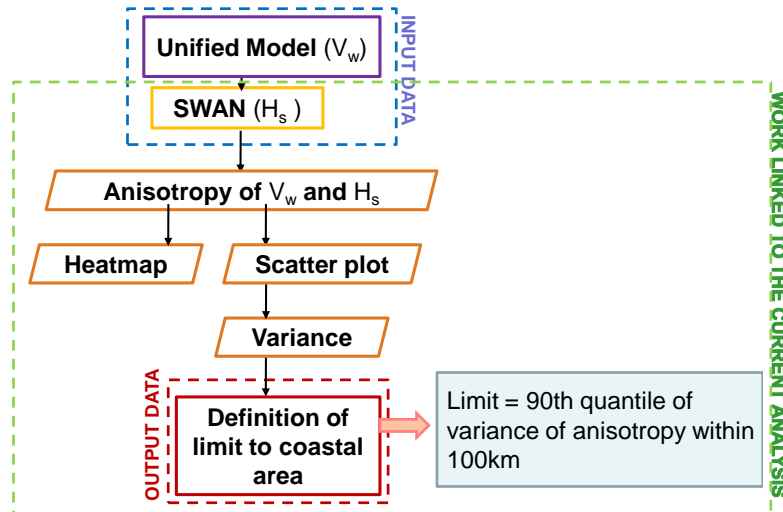 Unified Model (Vw)
INPUT DATA
SWAN (Hs )
WORK LINKED TO THE CURRENT ANALYSIS
Anisotropy of Vw and Hs
Heatmap
Scatter plot
Variance
OUTPUT DATA
Definition of
limit to coastal
area
Limit = 90th quantile of
variance of anisotropy within
100km